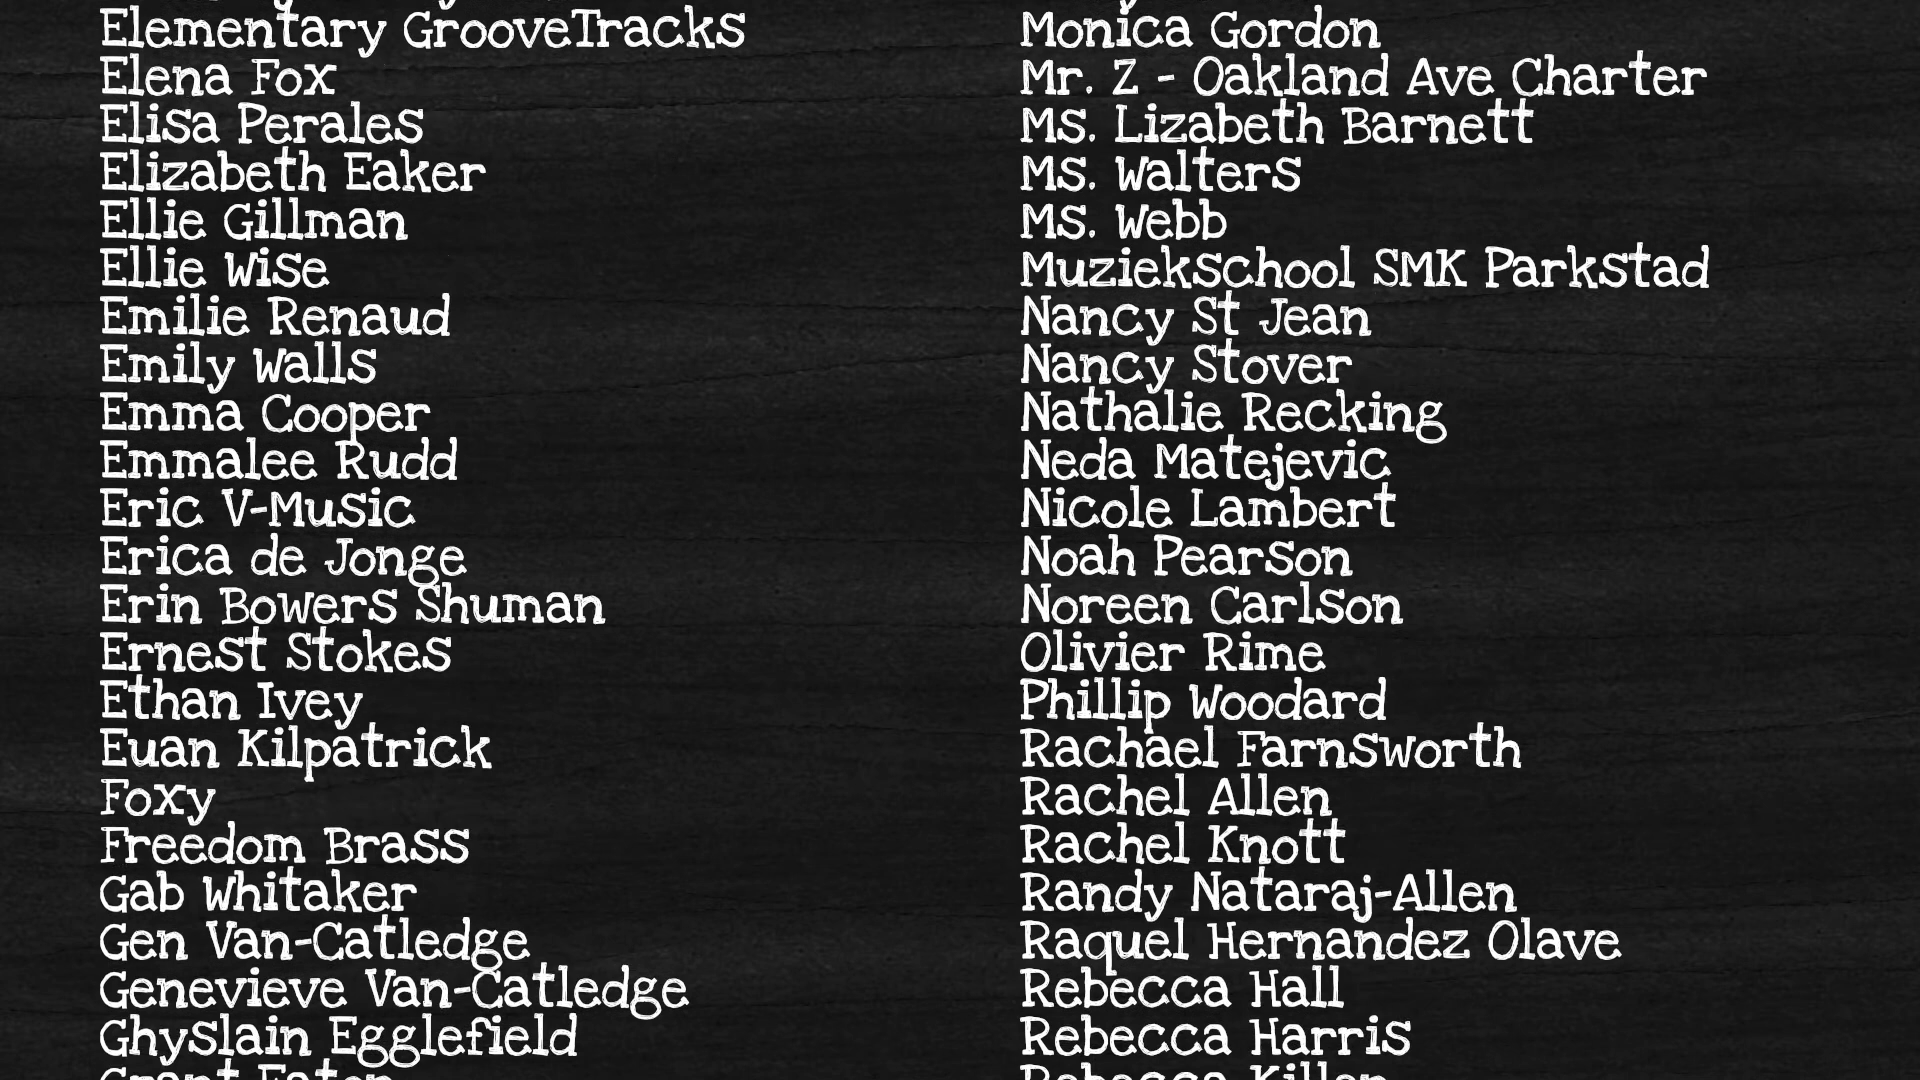 Elementary GrooveTracks
Elena Fox
Elisa Perales
Elizabeth Eaker
Ellie Gillman
Ellie Wise
Emilie Renaud
Emily Walls
Emma Cooper
Emmalee Rudd
Eric V-Music
Erica de Jonge
Erin Bowers Shuman
Ernest Stokes
Ethan Ivey
Euan Kilpatrick
Foxy
Freedom Brass
Gab Whitaker
Gen Van-Catledge
Genevieve Van-Catledge
Ghyslain Egglefield
Monica Gordon
Mr. Z - Oakland Ave Charter
Ms. Lizabeth Barnett
Ms. Walters
Ms. Webb
Muziekschool SMK Parkstad
Nancy St Jean
Nancy Stover
Nathalie Recking
Neda Matejevic
Nicole Lambert
Noah Pearson
Noreen Carlson
Olivier Rime
Phillip Woodard
Rachael Farnsworth
Rachel Allen
Rachel Knott
Randy Nataraj-Allen
Raquel Hernandez Olave
Rebecca Hall
Rebecca Harris